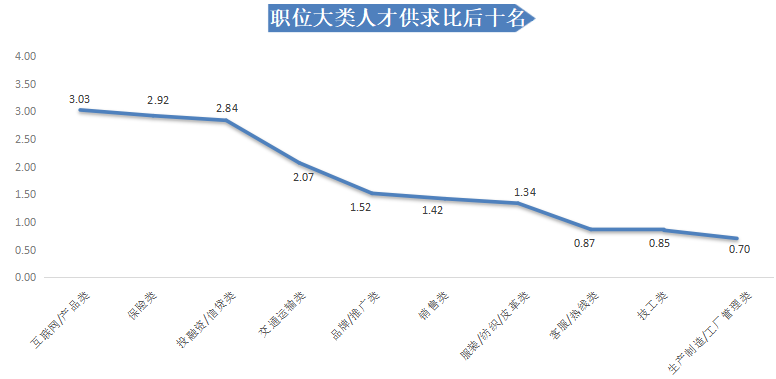 职位大类人才供求比后十名
4.00
3.50
3.00
2.50
2.00
1.50
1.00
0.50
0.00
3.03
2.92
2.84
2.07
1.52
1.42
1.34
0.87
0.85
0.70
互联网/产品类
保险类
投融资/信贷类
交通运输类
品牌/推广类
销售类
服装/纺织/皮革类
客服/热线类
技工类
生产制造/工厂管理类